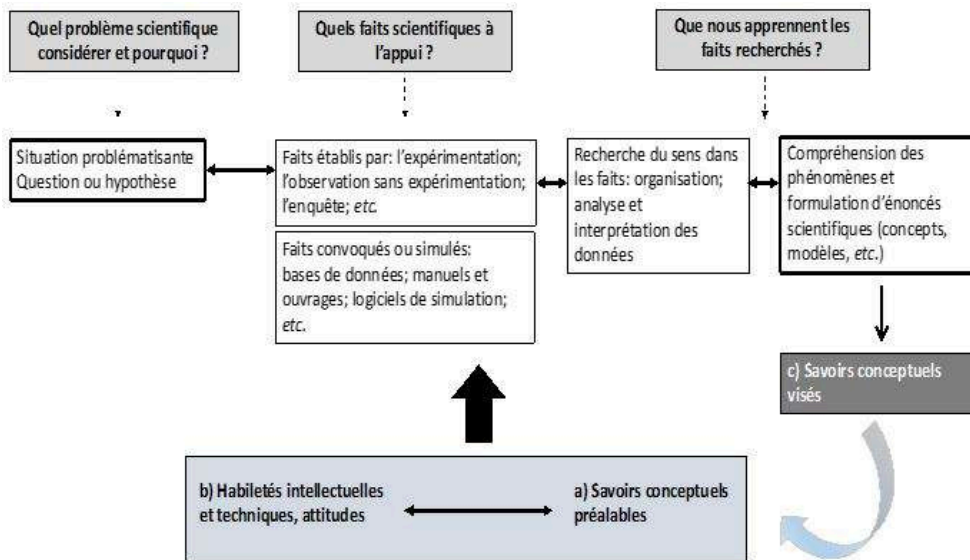 Quel problème scientifique
considérer et pourquoi ?
Quels faits scientifiques à
l'appui ?
Que nous apprennent les
faits recherchés ?
Situation problématisante
Question ou hypothèse
Faits établis par: l'expérimentation;
l'observation sans expérimentation;
l'enquête; etc.
Faits convoqués ou simulés:
bases de données; manuels et
ouvrages; logiciels de simulation;
etc.
Recherche du sens dans
les faits: organisation;
analyse et
interprétation des
données
Compréhension des
phénomènes et
formulation d'énoncés
scientifiques (concepts,
modèles, etc.)
c) Savoirs conceptuels
visés
b) Habiletés intellectuelles
et techniques, attitudes
a) Savoirs conceptuels
préalables